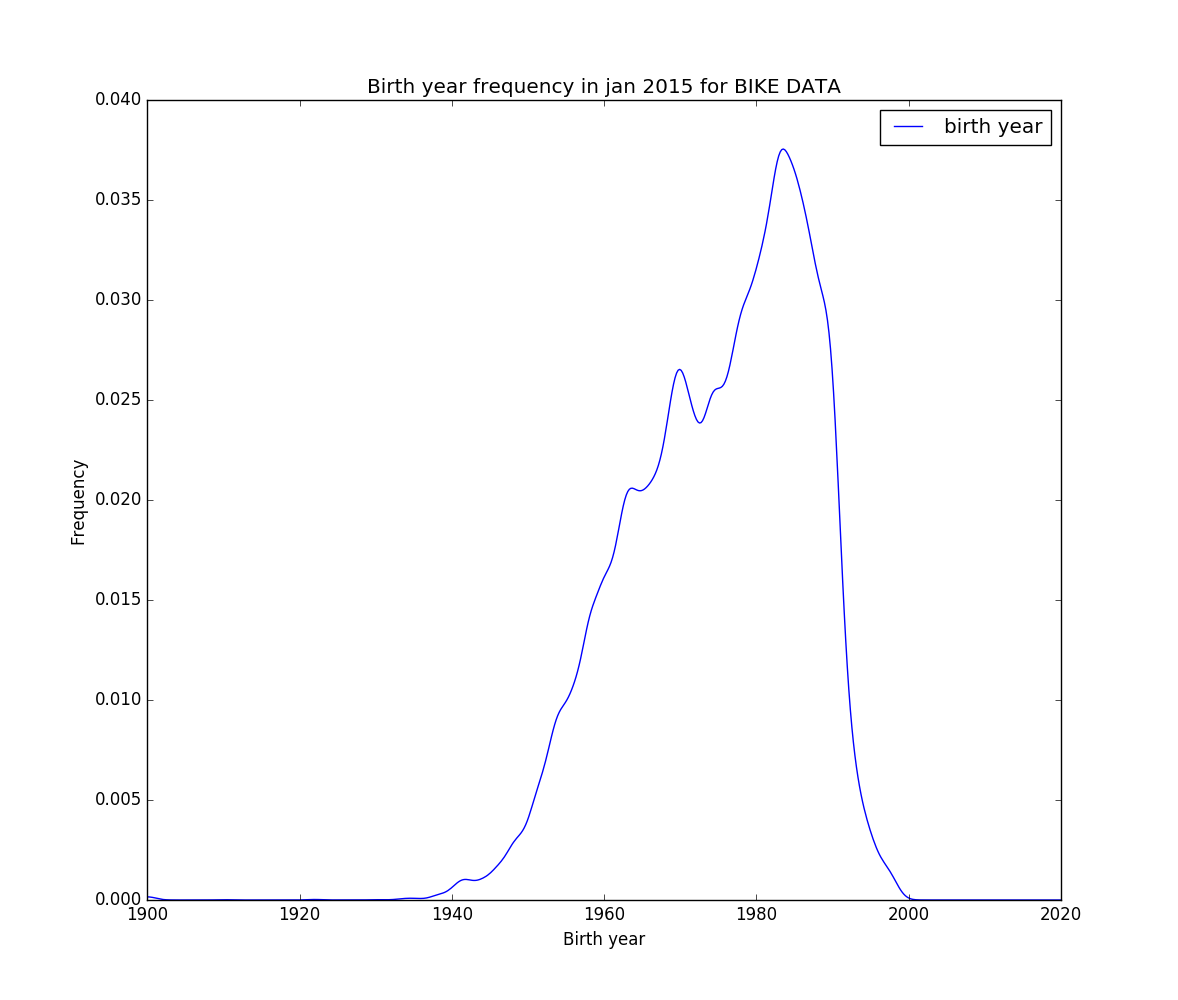 Birth year frequency in jan 2015 for BIKE DATA
birth year
0.040
0.035
0.030
0.025
0.020
0.015
0.010
0.005
0.000
Frequency
1900 1920 1940 1960 1980 2000 2020
Birth year